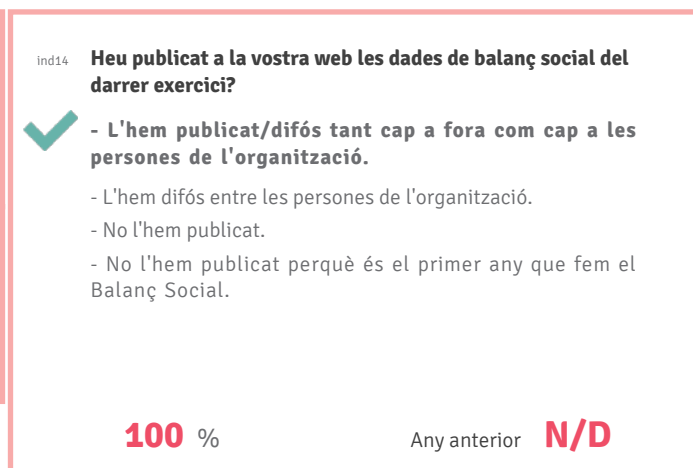 ind14 Heu publicat a la vostra web les dades de balanç social del
darrer exercici?
- L'hem publicat/difós tant cap a fora com cap a les
persones de l'organització.
- L'hem difós entre les persones de l'organització.
- No l'hem publicat.
- No l'hem publicat perquè és el primer any que fem el
Balanç Social.
100 % Any anterior N/D